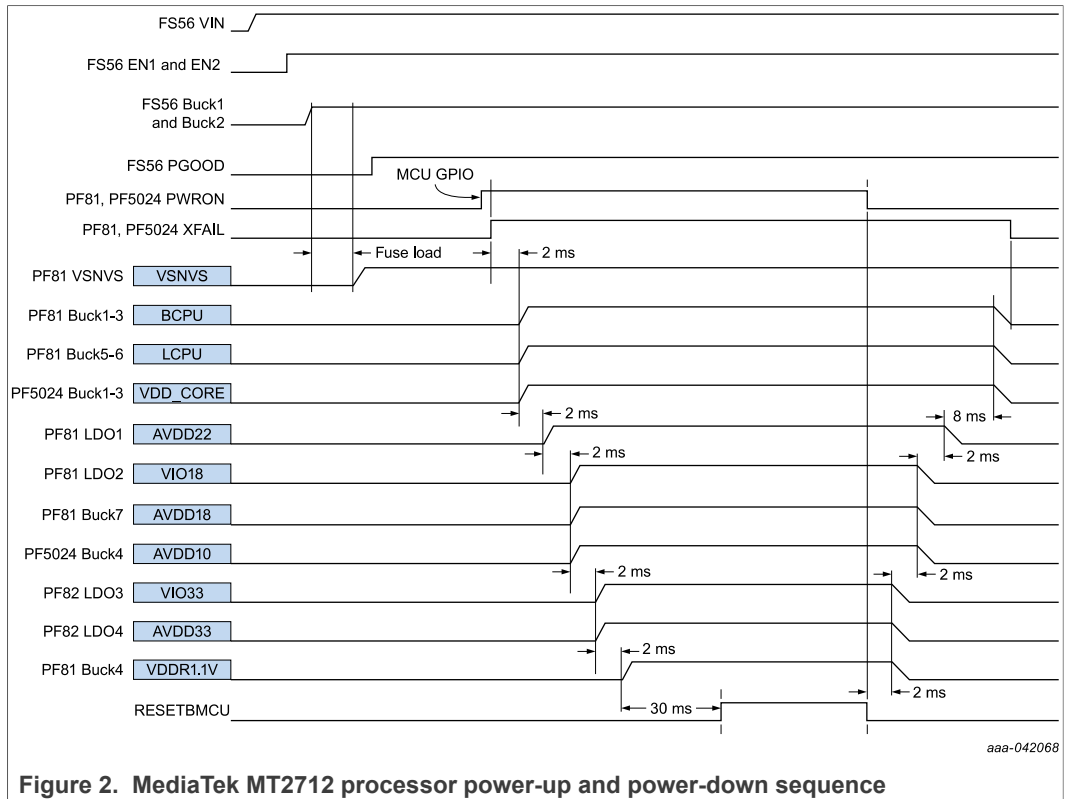 FS56 VIN
FS56 EN1 and EN2
FS56 Buck1
and Buck2
FS56 PGOOD
MCU GPIO
PF81, PF5024 PWRON
PF81, PF5024 XFAIL
Fuse load
2 ms
PF81 VSNVS VSNVS
PF81 Buck1-3 BCPU
PF81 Buck5-6 LCPU
PF5024 Buck1-3 VDD_CORE
2 ms
8 ms
PF81 LDO1 AVDD22
2 ms
2 ms
PF81 LDO2 VIO18
PF81 Buck7 AVDD18
PF5024 Buck4 AVDD10
2 ms
2 ms
PF82 LDO3 VIO33
PF82 LDO4 AVDD33
2 ms
PF81 Buck4 VDDR1.1V
2 ms
30 ms
RESETBMCU
aaa-042068
Figure 2. MediaTek MT2712 processor power-up and power-down sequence